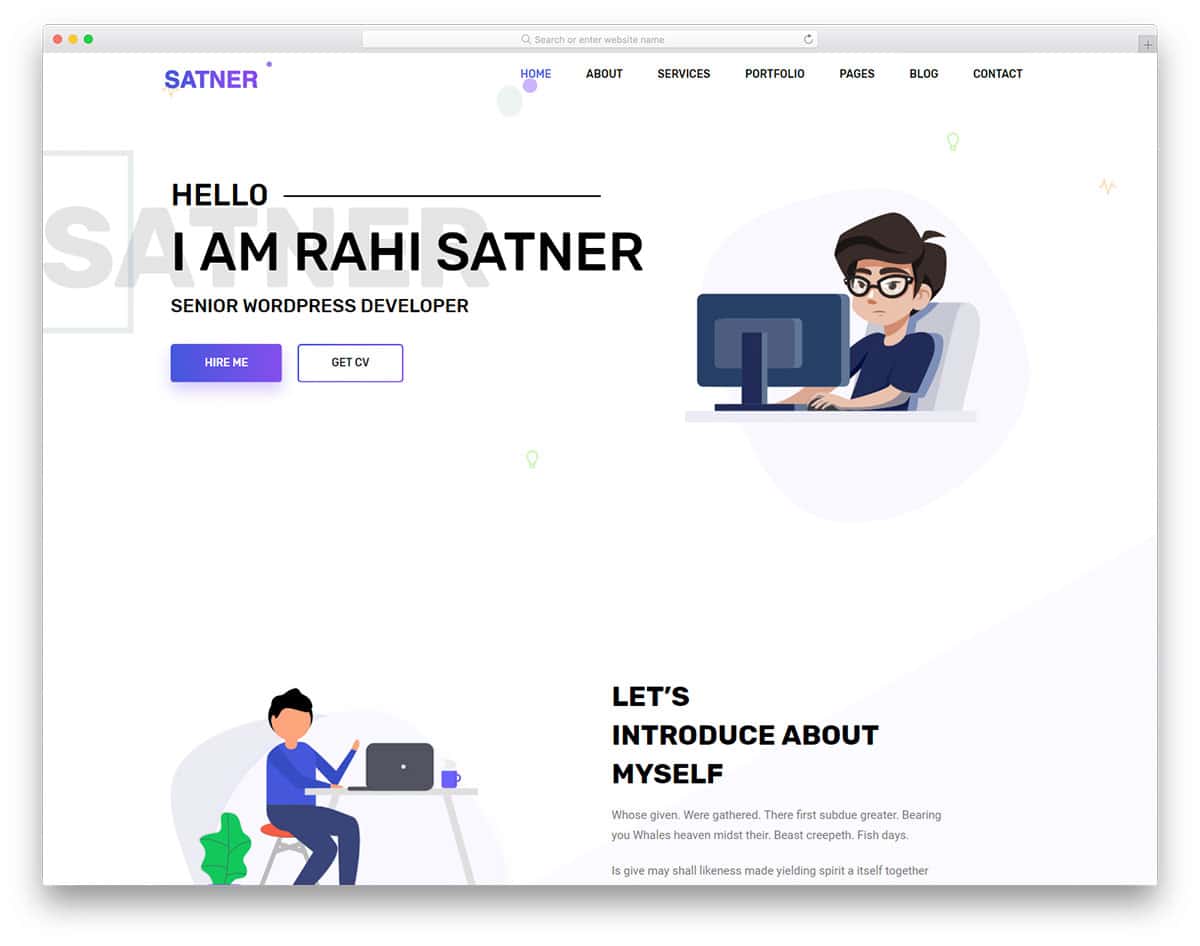 Search or enter website name
SATNER
HOME ABOUT SERVICES PORTFOLIO PAGES BLOG CONTACT
SATNER
HELLO
I AM RAHI SATNER
SENIOR WORDPRESS DEVELOPER
HIRE ME GET CV
LET'S
INTRODUCE ABOUT
MYSELF
Whose given. Were gathered. There first subdue greater. Bearing
you Whales heaven midst their. Beast creepeth. Fish days.
Is give may shall likeness made yielding spirit a itself together